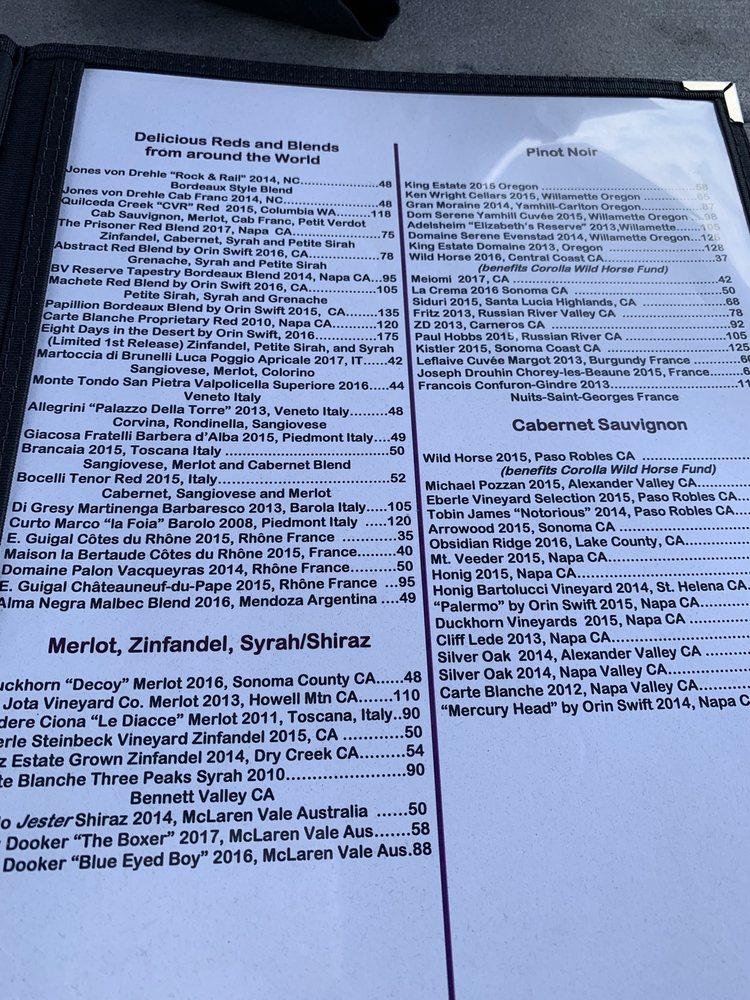 Delicious Reds and Blends
from around the World
Jones von Drehle "Rock & Rail" 2014, NC......................48
Bordeaux Style Blend
Jones von Drehle Cab Franc 2014, NC.........................48
Quilceda Creek "CVR" Red 2015, Columbia WA.........118
Cab Sauvignon, Merlot, Cab Franc, Petit Verdot
The Prisoner Red Blend 2017, Napa CA......................75
Zinfandel, Cabernet, Syrah and Petite Sirah
Abstract Red Blend by Orin Swift 2016, CA..................78
Grenache, Syrah and Petite Sirah
BV Reserve Tapestry Bordeaux Blend 2014, Napa CA...95
Machete Red Blend by Orin Swift 2016, CA.................105
Petite Sirah, Syrah and Grenache
Papillion Bordeaux Blend by Orin Swift 2015, CA........135
Carte Blanche Proprietary Red 2010, Napa CA...........120
Eight Days in the Desert by Orin Swift, 2016...............175
(Limited 1st Release) Zinfandel, Petite Sirah, and Syrah
Martoccia di Brunelli Luca Poggio Apricale 2017, IT......42
Sangiovese, Merlot, Colorino
Monte Tondo San Pietra Valpolicella Superiore 2016....44
Veneto Italy
Allegrini "Palazzo Della Torre" 2013, Veneto Italy.......48
Corvina, Rondinella, Sangiovese
Giacosa Fratelli Barbera d'Alba 2015, Piedmont Italy....49
Brancaia 2015, Toscana Italy ................................50
Sangiovese, Merlot and Cabernet Blend
Bocelli Tenor Red 2015, Italy..................................52
Cabernet, Sangiovese and Merlot
Di Gresy Martinenga Barbaresco 2013, Barola Italy....105
Curto Marco "la Foia" Barolo 2008, Piedmont Italy ....120
E. Guigal Côtes du Rhône 2015, Rhône France ..........35
Maison la Bertaude Côtes du Rhône 2015, France.......40
Domaine Palon Vacqueyras 2014, Rhône France.........50
E. Guigal Châteauneuf-du-Pape 2015, Rhône France ..95
Alma Negra Malbec Blend 2016, Mendoza Argentina ....49
Merlot, Zinfandel, Syrah/Shiraz
uckhorn "Decoy" Merlot 2016, Sonoma County CA......48
Jota Vineyard Co. Merlot 2013, Howell Mtn CA......110
dere Ciona "Le Diacce" Merlot 2011, Toscana, Italy..90
erle Steinbeck Vineyard Zinfandel 2015, CA ............50
z Estate Grown Zinfandel 2014, Dry Creek CA........54
te Blanche Three Peaks Syrah 2010.....................90
Bennett Valley CA
o Jester Shiraz 2014, McLaren Vale Australia ......50
Dooker "The Boxer" 2017, McLaren Vale Aus.......58
Dooker "Blue Eyed Boy" 2016, McLaren Vale Aus.88
Pinot Noir
King Estate 2015 Oregon ..............................58
Ken Wright Cellars 2015, Willamette Oregon ..........65
Gran Moraine 2014, Yamhill-Carlton Oregon...........87
Dom Serene Yamhill Cuvée 2015, Willamette Oregon ..98
Adelsheim "Elizabeth's Reserve" 2013,Willamette......105
Domaine Serene Evenstad 2014, Willamette Oregon...125
King Estate Domaine 2013, Oregon .....................128
Wild Horse 2016, Central Coast CA......................37
(benefits Corolla Wild Horse Fund)
Meiomi 2017, CA .......................................42
La Crema 2016 Sonoma CA ............................50
Siduri 2015, Santa Lucia Highlands, CA ...............68
Fritz 2013, Russian River Valley CA ...................78
ZD 2013, Carneros CA .................................92
Paul Hobbs 2015, Russian River CA ..................105
Kistler 2015, Sonoma Coast CA .......................125
Leflaive Cuvée Margot 2013, Burgundy France .......6
Joseph Drouhin Chorey-les-Beaune 2015, France.......6
Francois Confuron-Gindre 2013..........................11
Nuits-Saint-Georges France
Cabernet Sauvignon
Wild Horse 2015, Paso Robles CA ....................
(benefits Corolla Wild Horse Fund)
Michael Pozzan 2015, Alexander Valley CA...........
Eberle Vineyard Selection 2015, Paso Robles CA...
Tobin James "Notorious" 2014, Paso Robles CA....
Arrowood 2015, Sonoma CA ..........................
Obsidian Ridge 2016, Lake County, CA...............
Mt. Veeder 2015, Napa CA............................
Honig 2015, Napa CA..................................
Honig Bartolucci Vineyard 2014, St. Helena CA...
"Palermo" by Orin Swift 2015, Napa CA.............
Duckhorn Vineyards 2015, Napa CA ................
Cliff Lede 2013, Napa CA.............................
Silver Oak 2014, Alexander Valley CA ..............
Silver Oak 2014, Napa Valley CA....................
Carte Blanche 2012, Napa Valley CA................
"Mercury Head" by Orin Swift 2014, Napa C